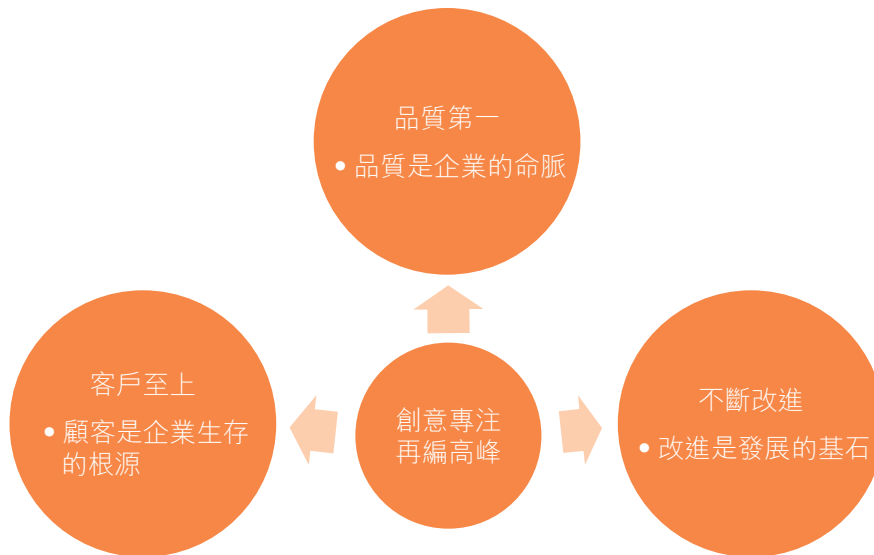 品質第一
• 品質是企業的命脈
客戶至上
• 顧客是企業生存
的根源
創意專注
再編高峰
不斷改進
• 改進是發展的基石